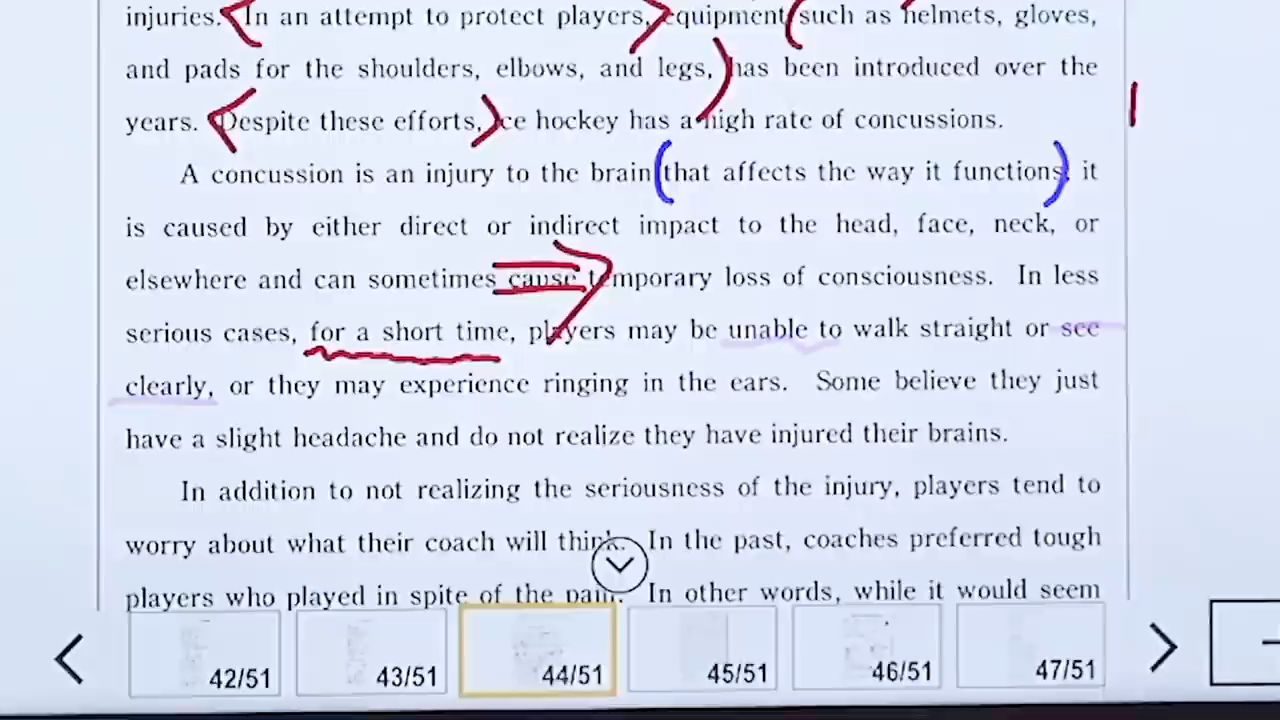 injuries. In an attempt to protect players, equipment such as helmets, gloves,
and pads for the shoulders, elbows, and legs, has been introduced over the
years. Despite these efforts, ice hockey has a high rate of concussions.
A concussion is an injury to the brain that affects the way it functions; it
is caused by either direct or indirect impact to the head, face, neck, or
elsewhere and can sometimes cause temporary loss of consciousness. In less
serious cases, for a short time, players may be unable to walk straight or see
clearly, or they may experience ringing in the ears. Some believe they just
have a slight headache and do not realize they have injured their brains.
In addition to not realizing the seriousness of the injury, players tend to
worry about what their coach will think. In the past, coaches preferred tough
players who played in spite of the pain. In other words, while it would seem
42/51
43/51
44/51
45/51
46/51
47/51